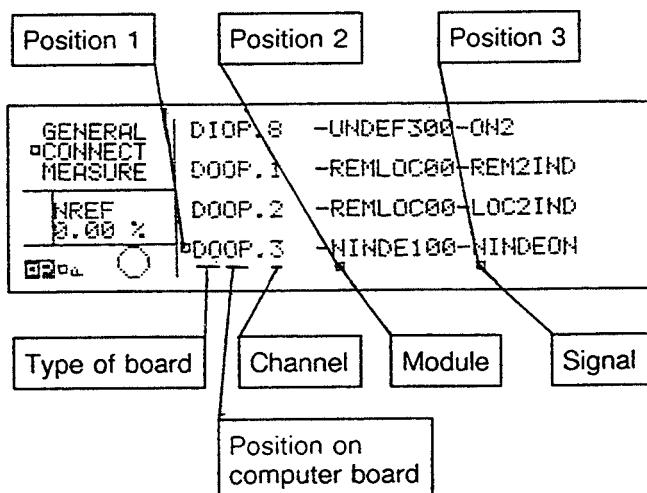 Position 1
Position 2
Position 3
GENERAL
CONNECT
MEASURE
NREF
0.00 %
DIOP.8 -UNDEF300-ON2
DOOP.1 -REMLOC00-REM2IND
DOOP.2 -REMLOC00-LOC2IND
DOOP.3 -NINDE100-NINDEON
Type of board
Channel
Module
Signal
Position on
computer board